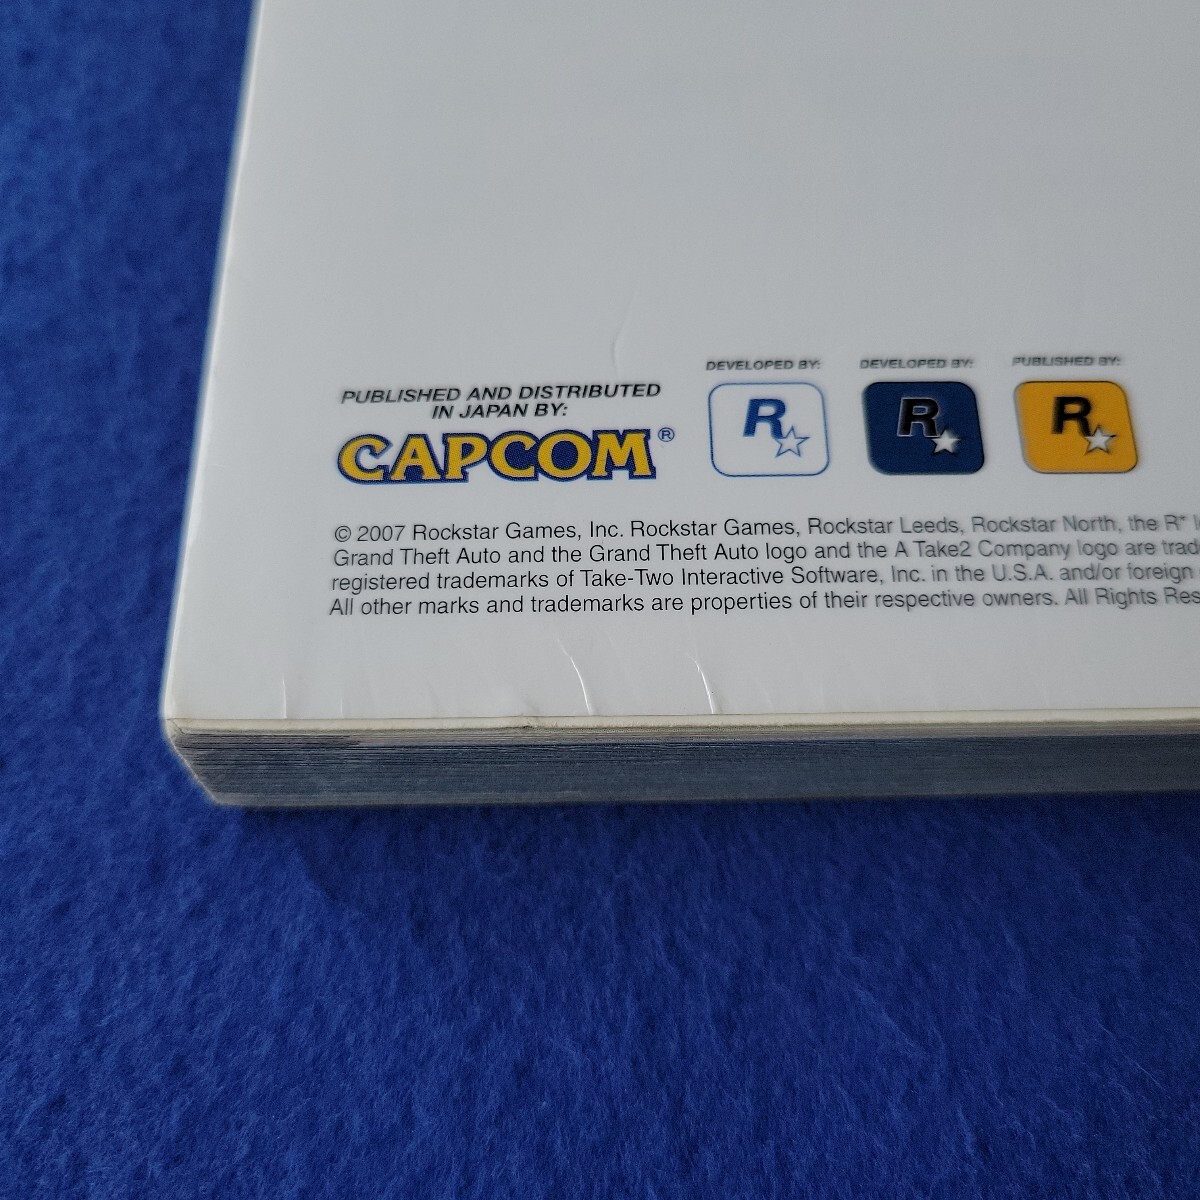 PUBLISHED AND DISTRIBUTED
IN JAPAN BY:
CAPCOM®
DEVELOPED BY:
R
DEVELOPED BY:
R
PUBLISHED BY:
R
© 2007 Rockstar Games, Inc. Rockstar Games, Rockstar Leeds, Rockstar North, the R*
Grand Theft Auto and the Grand Theft Auto logo and the A Take2 Company logo are
registered trademarks of Take-Two Interactive Software, Inc. in the U.S.A. and/or foreign
All other marks and trademarks are properties of their respective owners. All Rights